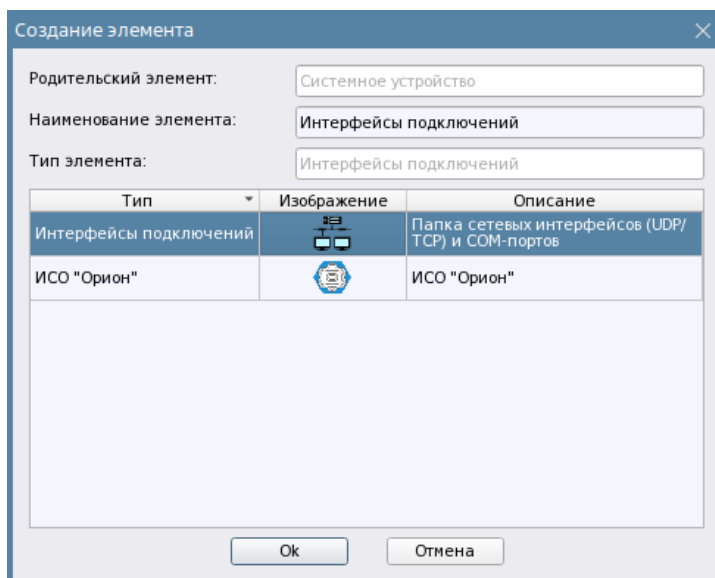 Создание элемента
Родительский элемент: Системное устройство
Наименование элемента: Интерфейсы подключений
Тип элемента: Интерфейсы подключений
Тип Изображение Описание
Интерфейсы подключений Папка сетевых интерфейсов (UDP/
TCP) и COM-портов
ИСО "Орион" ИСО "Орион"
Ok Отмена